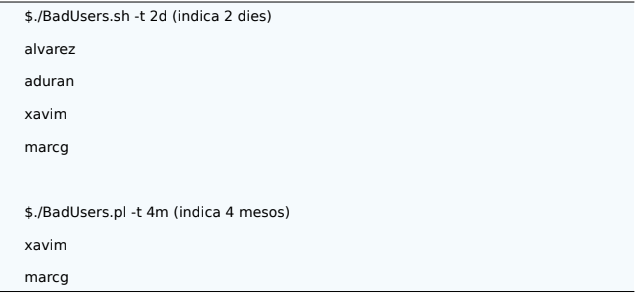 $./BadUsers.sh -t 2d (indica 2 dies)
alvarez
aduran
xavim
marcg
$./BadUsers.pl -t 4m (indica 4 mesos)
xavim
marcg